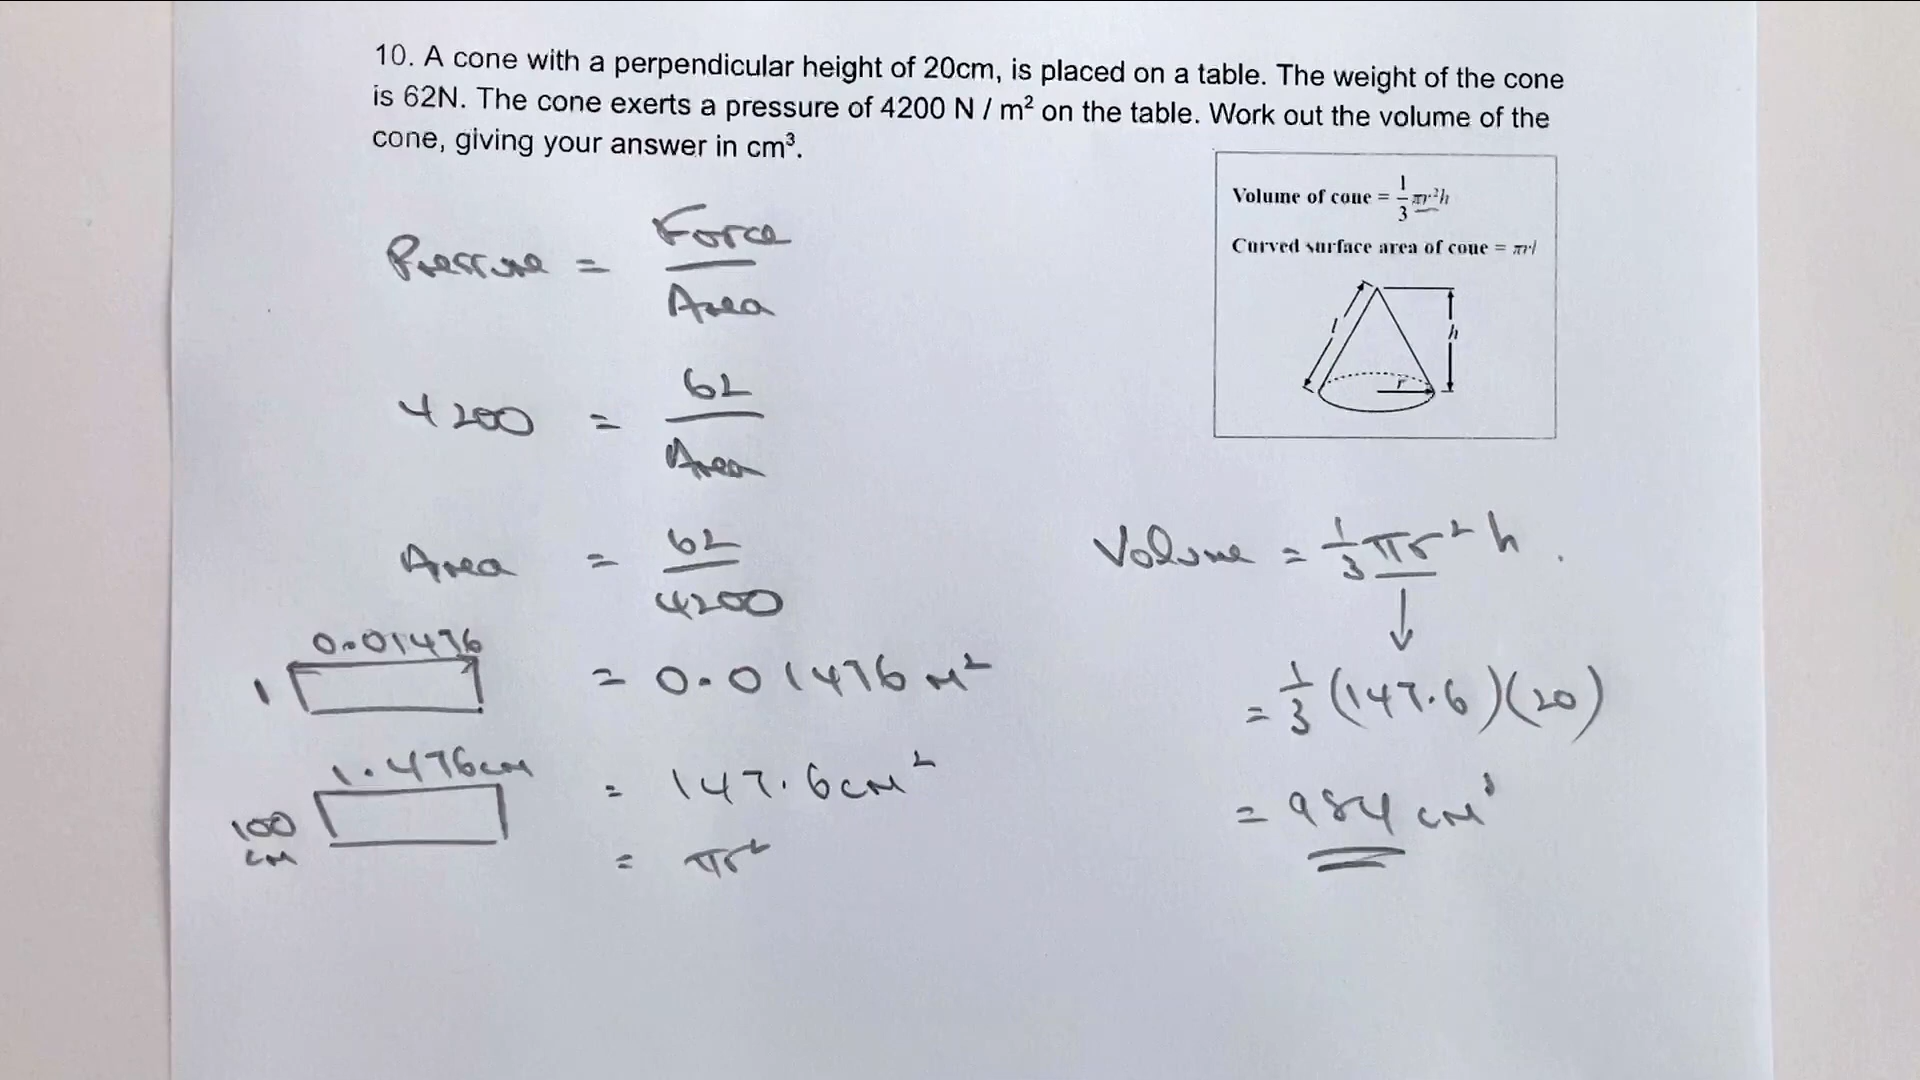 10. A cone with a perpendicular height of 20cm, is placed on a table. The weight of the cone
is 62N. The cone exerts a pressure of 4200 N / m² on the table. Work out the volume of the
cone, giving your answer in cm³.
Volume of cone = 1/3 πr²h
Curved surface area of cone = πrl
l
h
r
Pressure = Force / Area
4200 = 62 / Area
Area = 62 / 4200
0.01476
1
= 0.01476 m²
1.476cm
100
cm
= 147.6cm²
= πr²
Volume = 1/3 πr²h.
= 1/3 (147.6)(20)
= 984 cm³